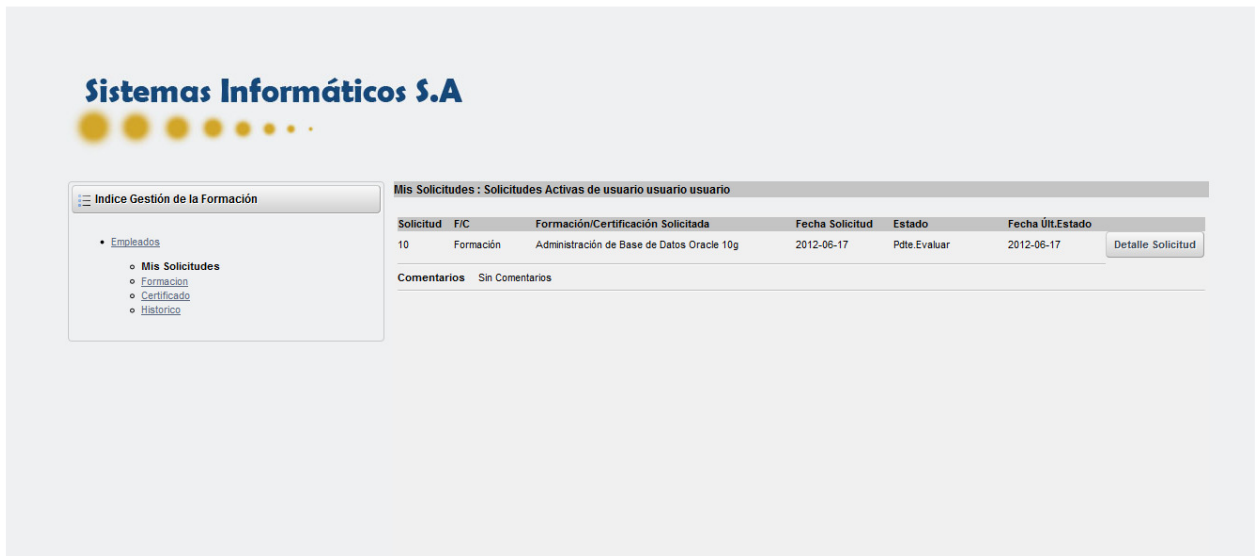 Sistemas Informáticos S.A
Indice Gestión de la Formación
Empleados
Mis Solicitudes
Formacion
Certificado
Historico
Mis Solicitudes : Solicitudes Activas de usuario usuario usuario
Solicitud F/C Formación/Certificación Solicitada Fecha Solicitud Estado Fecha Últ.Estado
10 Formación Administración de Base de Datos Oracle 10g 2012-06-17 Pdte.Evaluar 2012-06-17 Detalle Solicitud
Comentarios Sin Comentarios